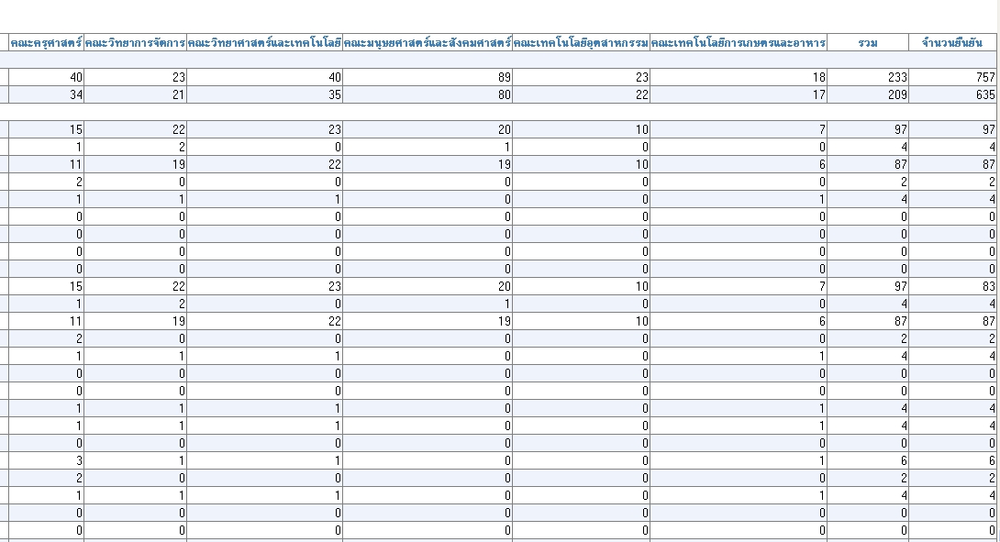 คณะครุศาสตร์ คณะวิทยาการจัดการ คณะวิทยาศาสตร์และเทคโนโลยี คณะมนุษยศาสตร์และสังคมศาสตร์ คณะเทคโนโลยีอุตสาหกรรม คณะเทคโนโลยีการเกษตรและอาหาร รวม จำนวนยืนยัน
40 23 40 89 23 18 233 757
34 21 35 80 22 17 209 635
15 22 23 20 10 7 97 97
1 2 0 1 0 0 4 4
11 19 22 19 10 6 87 87
2 0 0 0 0 0 2 2
1 1 1 0 0 1 4 4
0 0 0 0 0 0 0 0
0 0 0 0 0 0 0 0
0 0 0 0 0 0 0 0
0 0 0 0 0 0 0 0
15 22 23 20 10 7 97 83
1 2 0 1 0 0 4 4
11 19 22 19 10 6 87 87
2 0 0 0 0 0 2 2
1 1 1 0 0 1 4 4
0 0 0 0 0 0 0 0
0 0 0 0 0 0 0 0
1 1 1 0 0 1 4 4
1 1 1 0 0 1 4 4
0 0 0 0 0 0 0 0
3 1 1 0 0 1 6 6
2 0 0 0 0 0 2 2
1 1 1 0 0 1 4 4
0 0 0 0 0 0 0 0
0 0 0 0 0 0 0 0